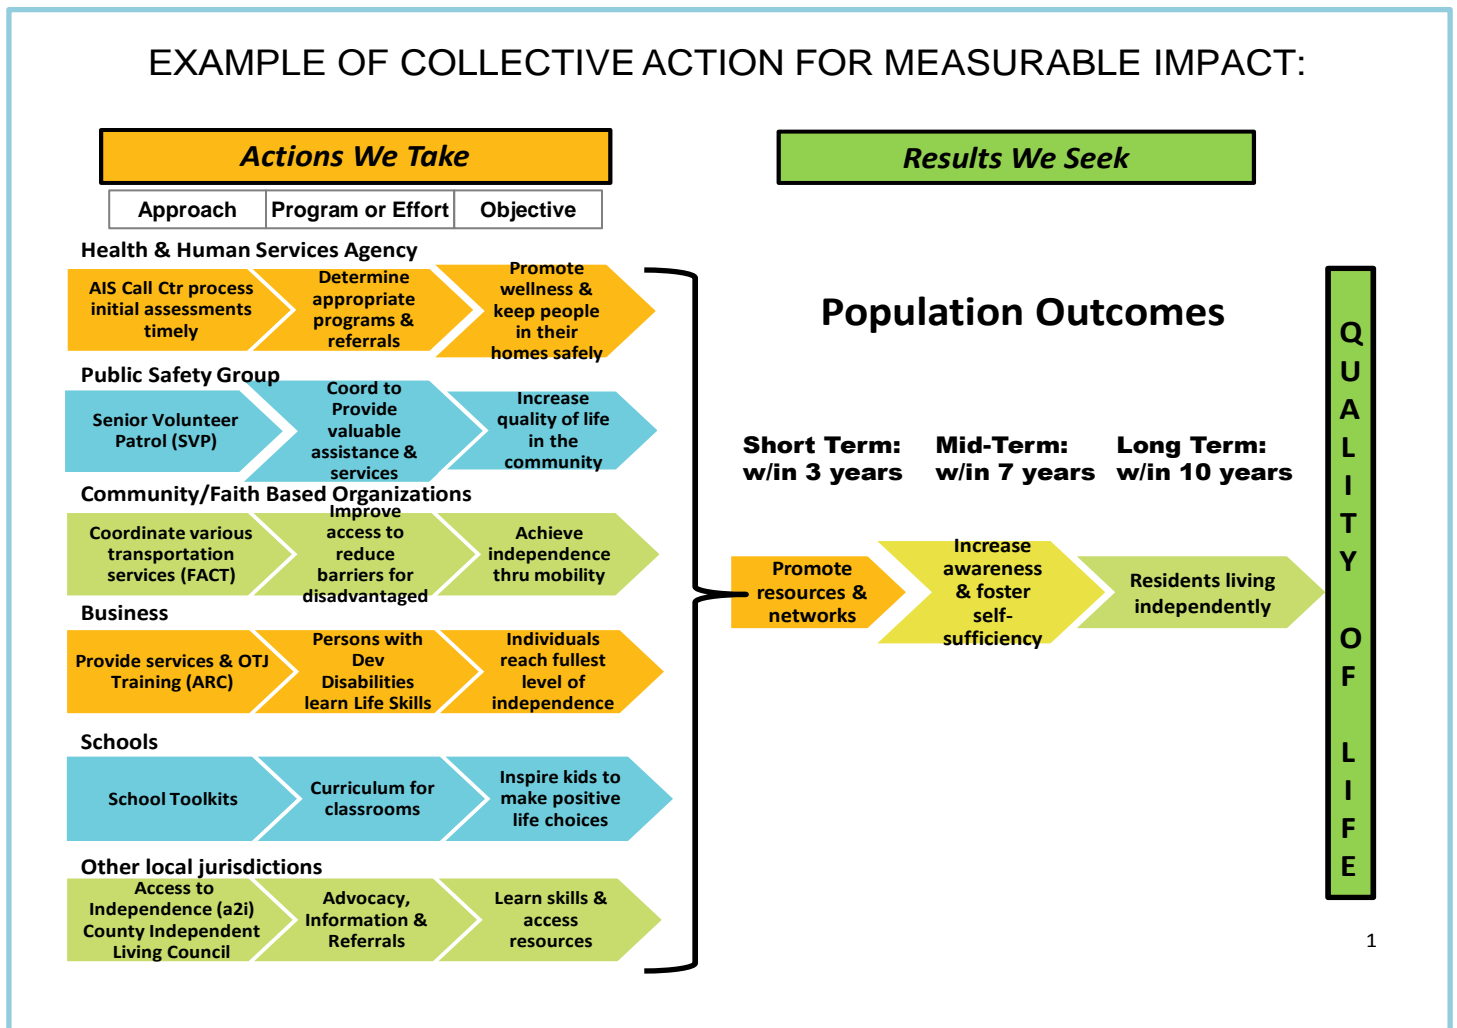 EXAMPLE OF COLLECTIVE ACTION FOR MEASURABLE IMPACT:
Actions We Take
Approach
Program or Effort
Objective
Health & Human Services Agency
AIS Call Ctr process
initial assessments
timely
Determine
appropriate
programs &
referrals
Promote
wellness &
keep people
in their
homes safely
Public Safety Group
Senior Volunteer
Patrol (SVP)
Coord to
Provide
valuable
assistance &
services
Increase
quality of life
in the
community
Community/Faith Based Organizations
Coordinate various
transportation
services (FACT)
Improve
access to
reduce
barriers for
disadvantaged
Achieve
independence
thru mobility
Business
Provide services & OTJ
Training (ARC)
Persons with
Dev
Disabilities
learn Life Skills
Individuals
reach fullest
level of
independence
Schools
School Toolkits
Curriculum for
classrooms
Inspire kids to
make positive
life choices
Other local jurisdictions
Access to
Independence (a2i)
County Independent
Living Council
Advocacy,
Information &
Referrals
Learn skills &
access
resources
Results We Seek
Population Outcomes
Short Term:
w/in 3 years
Mid-Term:
w/in 7 years
Long Term:
w/in 10 years
Promote
resources &
networks
Increase
awareness
& foster
self-
sufficiency
Residents living
independently
QUALITY OF LIFE
1